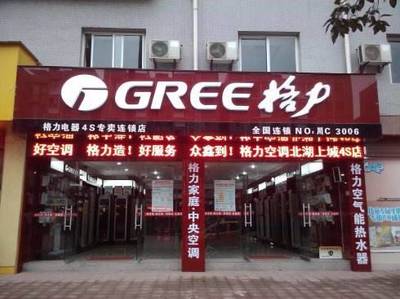 GREE 格力
格力电器4S专卖连锁店
全国连锁 NO.周C 3006
好空调 格力造！好服务 众鑫到！格力空调北湖上城4S店
格力家庭·中央空调
格力空气能热水器